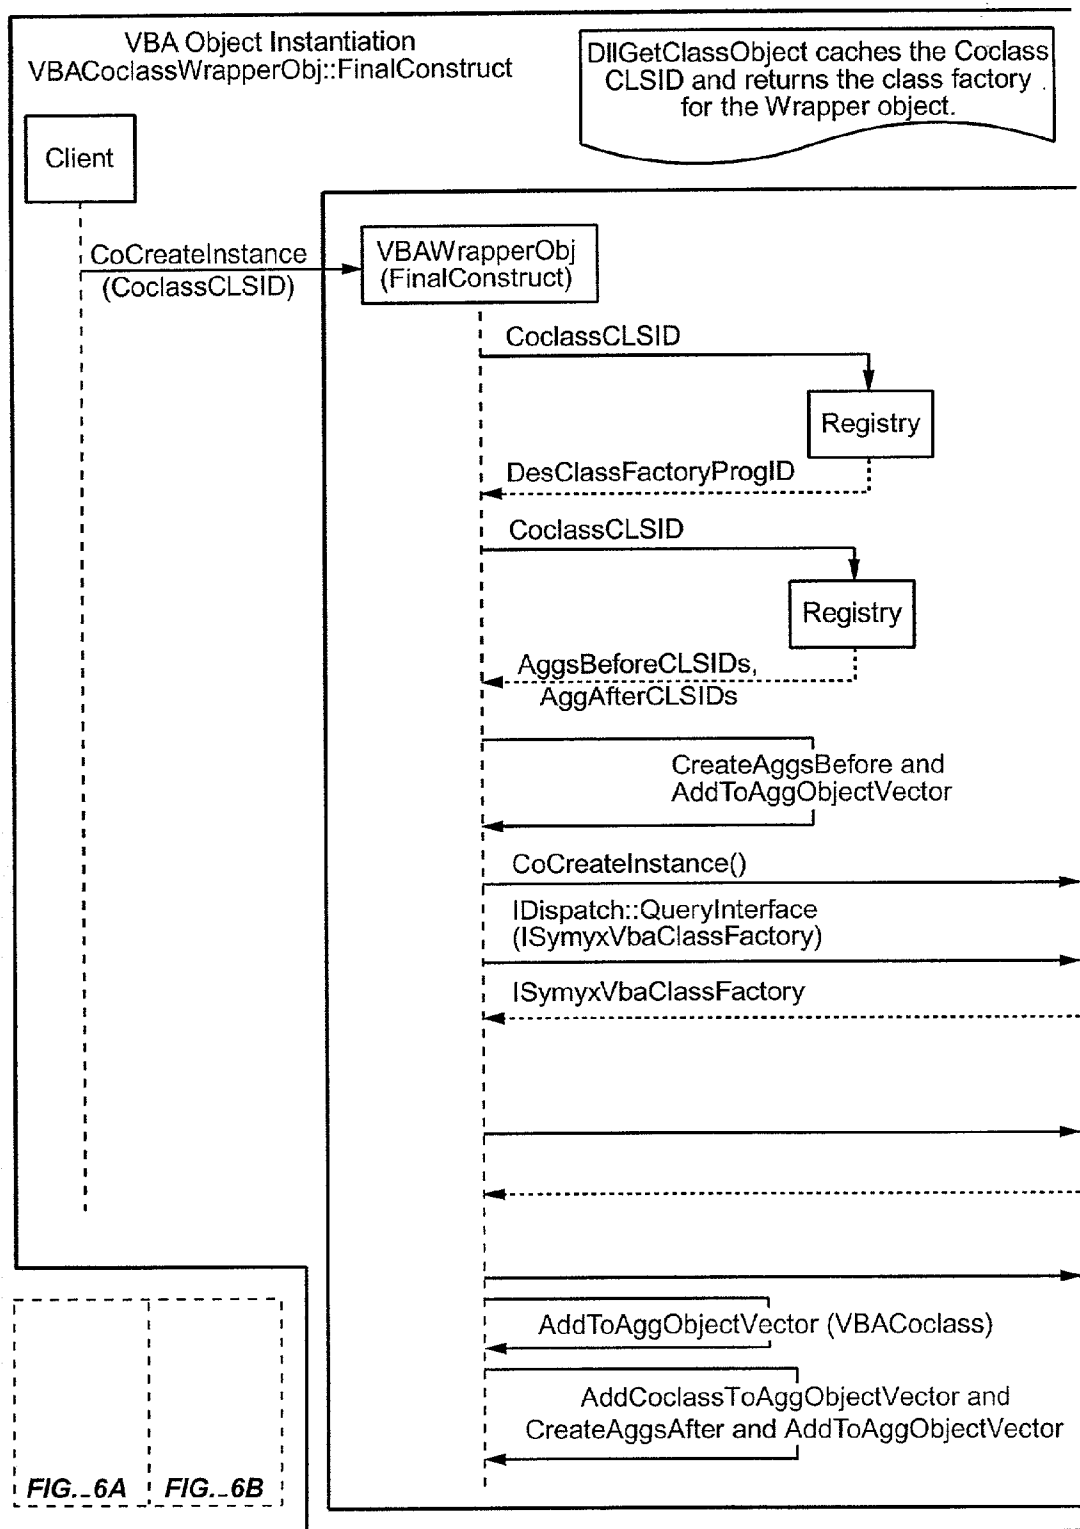 VBA Object Instantiation
VBACoclassWrapperObj::FinalConstruct
DllGetClassObject caches the Coclass
CLSID and returns the class factory
for the Wrapper object.
Client
CoCreateInstance
(CoclassCLSID)
VBAWrapperObj
(FinalConstruct)
CoclassCLSID
Registry
DesClassFactoryProgID
CoclassCLSID
Registry
AggsBeforeCLSIDs,
AggAfterCLSIDs
CreateAggsBefore and
AddToAggObjectVector
CoCreateInstance()
IDispatch::QueryInterface
(ISymyxVbaClassFactory)
ISymyxVbaClassFactory
AddToAggObjectVector (VBACoclass)
AddCoclassToAggObjectVector and
CreateAggsAfter and AddToAggObjectVector
FIG._6A
FIG._6B